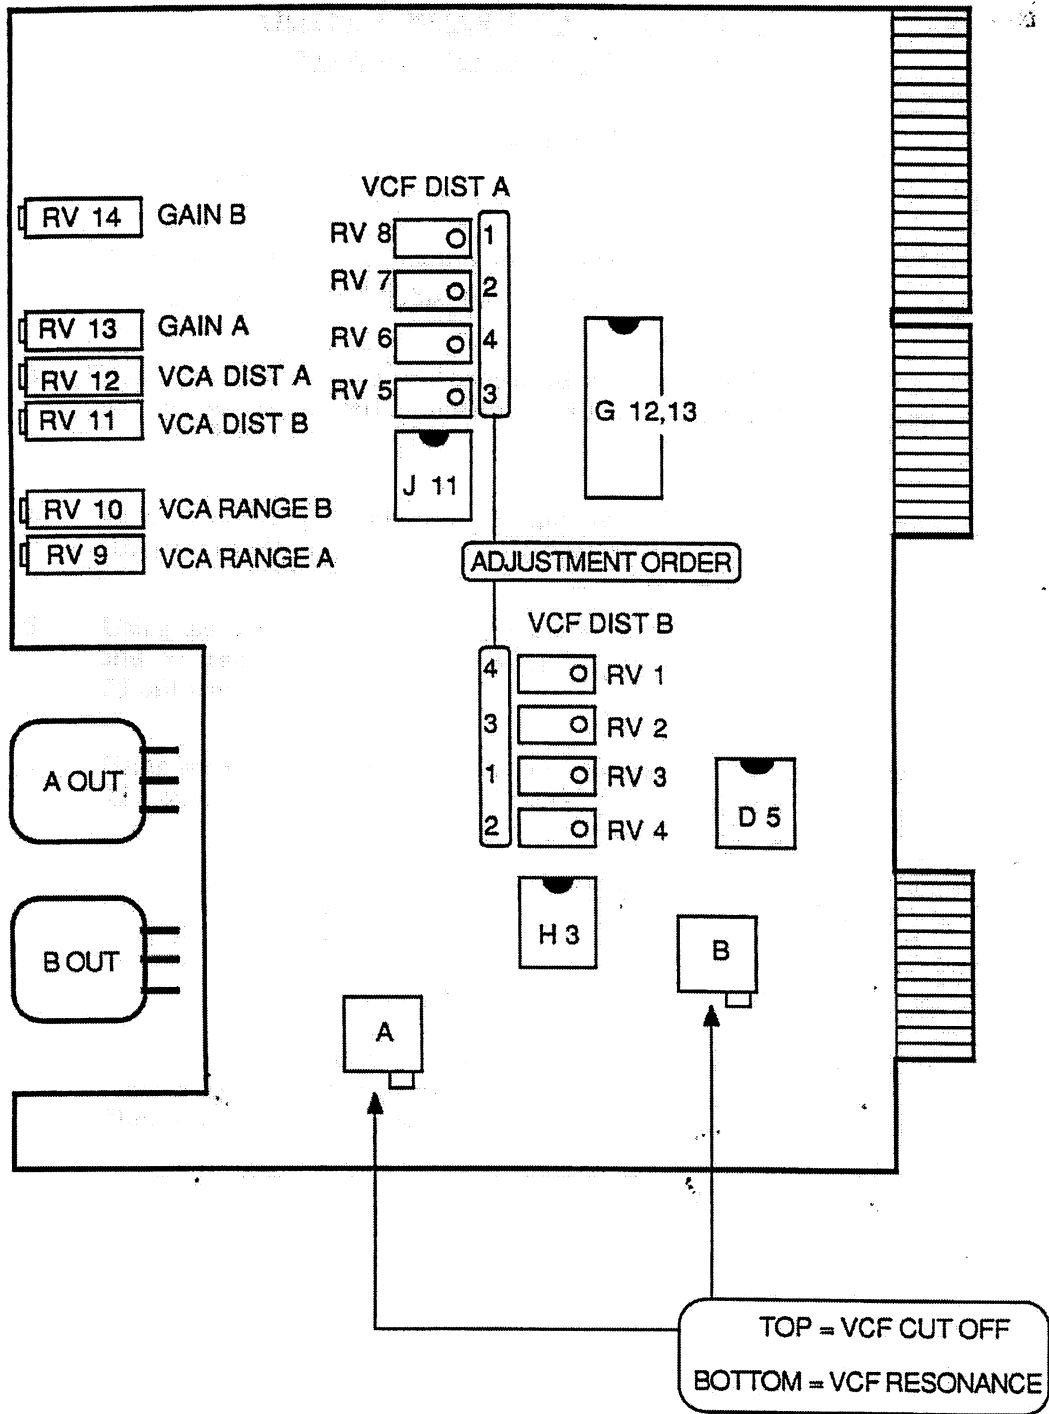 VCF DIST A
RV 14 GAIN B
RV 8 1
RV 7 2
RV 13 GAIN A
RV 6 4
RV 12 VCA DIST A
RV 5 3
RV 11 VCA DIST B
G 12,13
J 11
RV 10 VCA RANGE B
RV 9 VCA RANGE A
ADJUSTMENT ORDER
VCF DIST B
4 RV 1
3 RV 2
1 RV 3
2 RV 4
A OUT
D 5
B OUT
H 3
B
A
TOP = VCF CUT OFF
BOTTOM = VCF RESONANCE